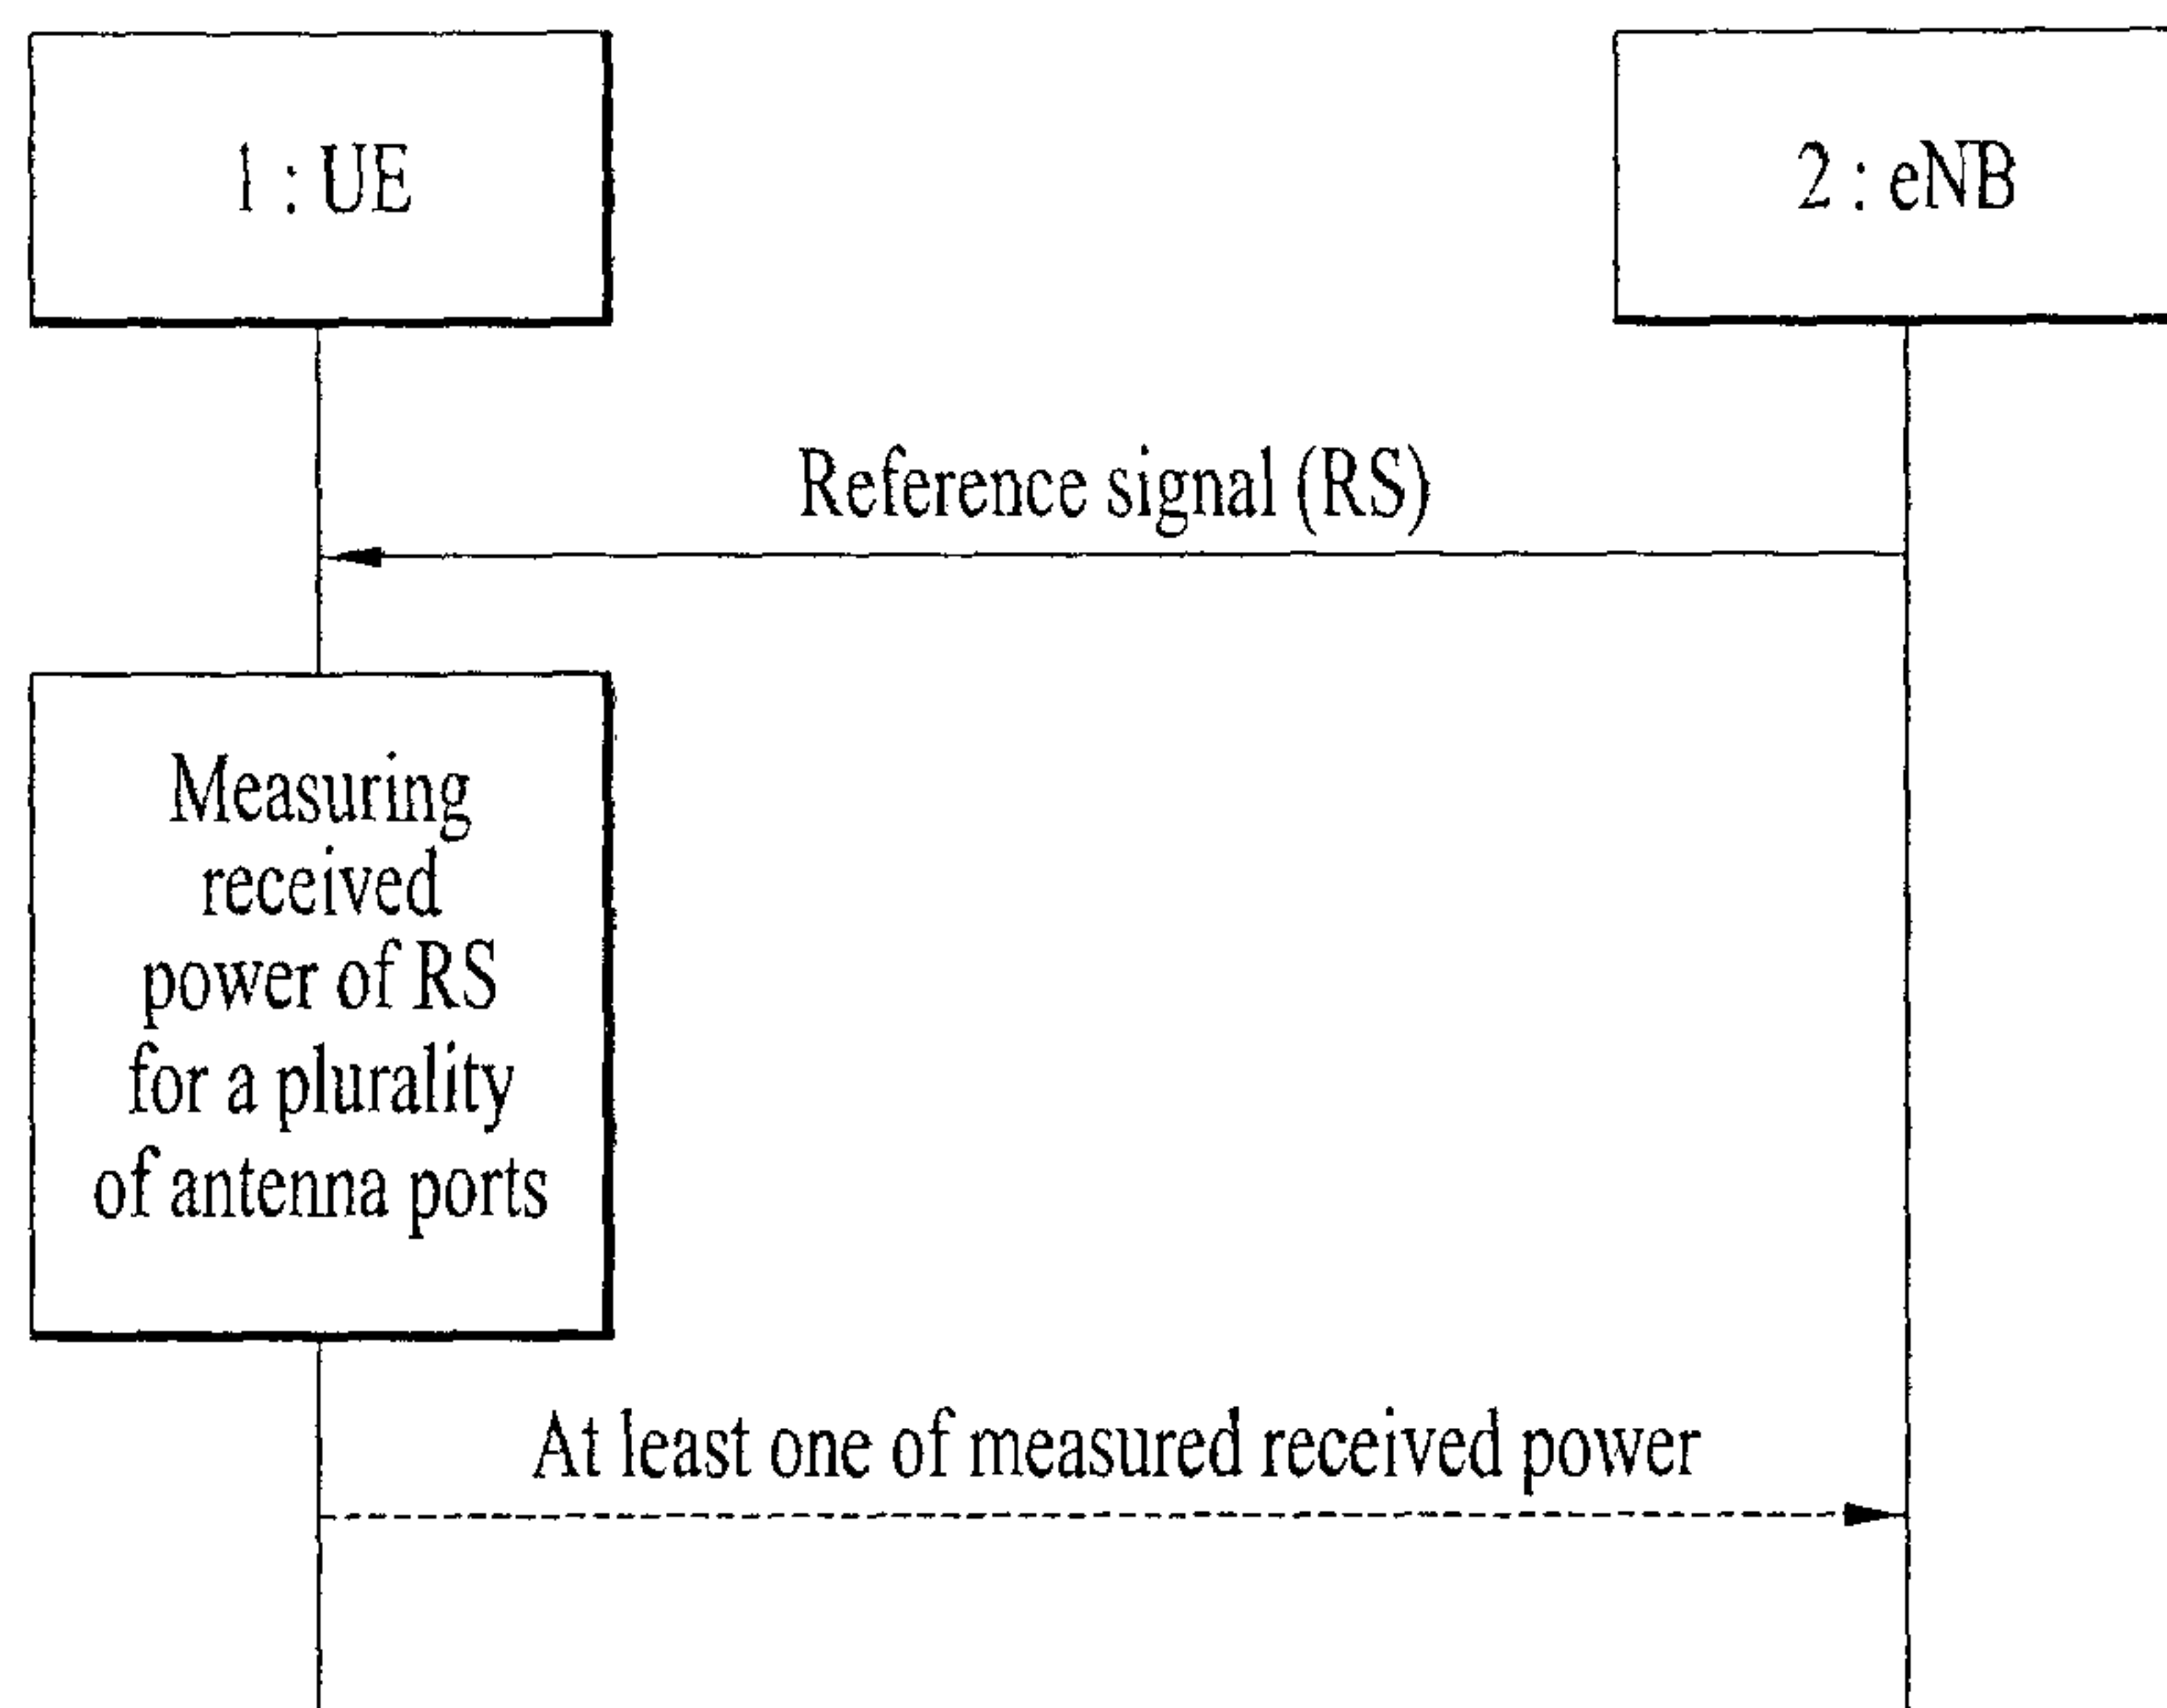 1 : UE
2 : eNB
Reference signal (RS)
Measuring
received
power of RS
for a plurality
of antenna ports
At least one of measured received power